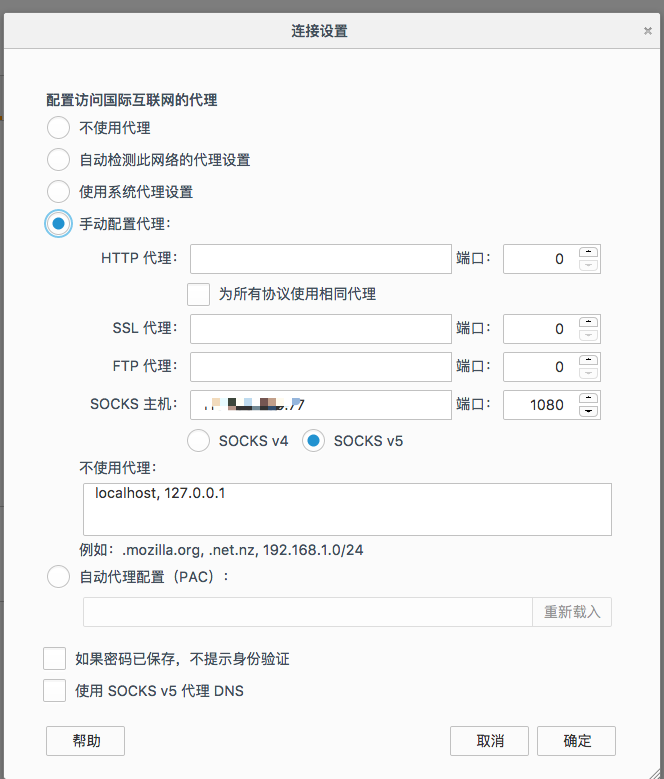 连接设置
配置访问国际互联网的代理
不使用代理
自动检测此网络的代理设置
使用系统代理设置
手动配置代理:
HTTP 代理: 端口: 0
为所有协议使用相同代理
SSL 代理: 端口: 0
FTP 代理: 端口: 0
SOCKS 主机: 端口: 1080
SOCKS v4 SOCKS v5
不使用代理:
localhost, 127.0.0.1
例如: .mozilla.org, .net.nz, 192.168.1.0/24
自动代理配置（PAC）:
重新载入
如果密码已保存，不提示身份验证
使用 SOCKS v5 代理 DNS
帮助 取消 确定